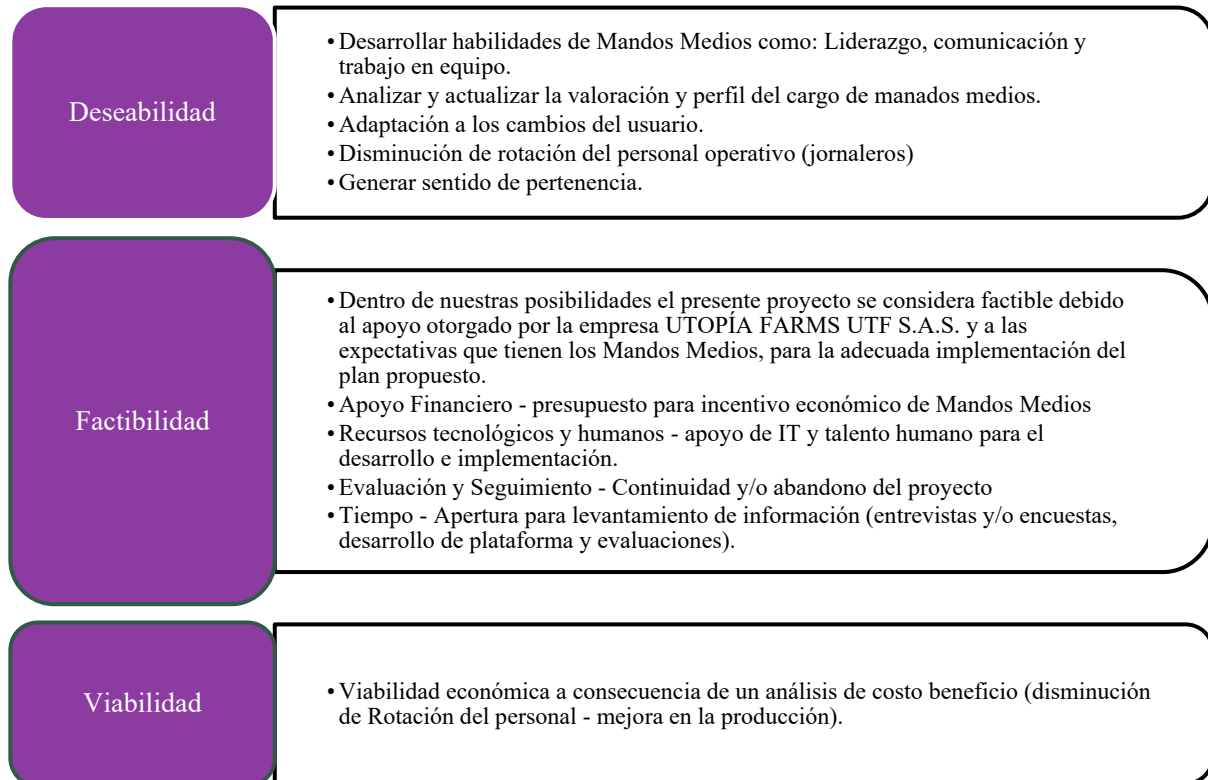 Deseabilidad
•Desarrollar habilidades de Mandos Medios como: Liderazgo, comunicación y
trabajo en equipo.
•Analizar y actualizar la valoración y perfil del cargo de manados medios.
•Adaptación a los cambios del usuario.
•Disminución de rotación del personal operativo (jornaleros)
•Generar sentido de pertenencia.
Factibilidad
•Dentro de nuestras posibilidades el presente proyecto se considera factible debido
al apoyo otorgado por la empresa UTOPÍA FARMS UTF S.A.S. y a las
expectativas que tienen los Mandos Medios, para la adecuada implementación del
plan propuesto.
•Apoyo Financiero - presupuesto para incentivo económico de Mandos Medios
•Recursos tecnológicos y humanos - apoyo de IT y talento humano para el
desarrollo e implementación.
•Evaluación y Seguimiento - Continuidad y/o abandono del proyecto
•Tiempo - Apertura para levantamiento de información (entrevistas y/o encuestas,
desarrollo de plataforma y evaluaciones).
Viabilidad
•Viabilidad económica a consecuencia de un análisis de costo beneficio (disminución
de Rotación del personal - mejora en la producción).